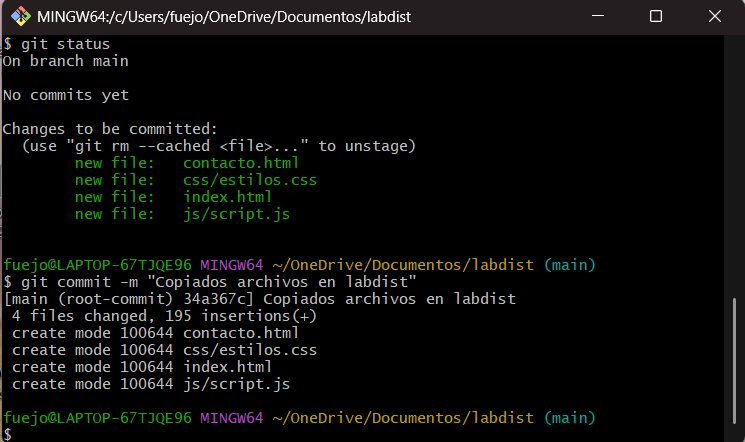 MINGW64:/c/Users/fuejo/OneDrive/Documentos/labdist
$ git status
On branch main

No commits yet

Changes to be committed:
  (use "git rm --cached <file>..." to unstage)
        new file:   contacto.html
        new file:   css/estilos.css
        new file:   index.html
        new file:   js/script.js

fuejo@LAPTOP-67TJQE96 MINGW64 ~/OneDrive/Documentos/labdist (main)
$ git commit -m "Copiados archivos en labdist"
[main (root-commit) 34a367c] Copiados archivos en labdist
 4 files changed, 195 insertions(+)
 create mode 100644 contacto.html
 create mode 100644 css/estilos.css
 create mode 100644 index.html
 create mode 100644 js/script.js

fuejo@LAPTOP-67TJQE96 MINGW64 ~/OneDrive/Documentos/labdist (main)
$